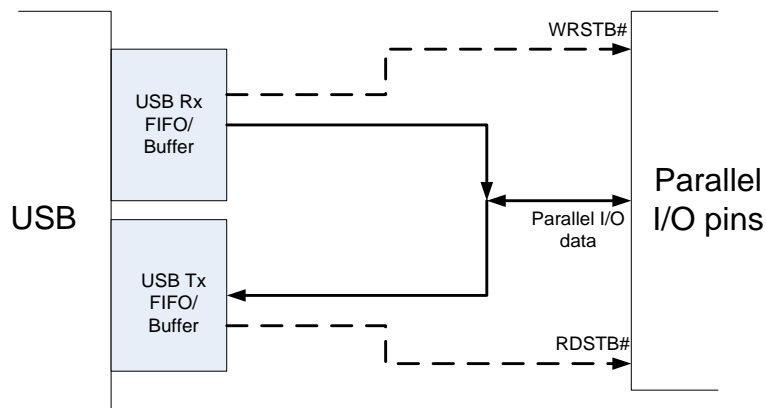 WRSTB#
USB Rx
FIFO/
Buffer
USB
Parallel
I/O pins
Parallel I/O
data
USB Tx
FIFO/
Buffer
RDSTB#